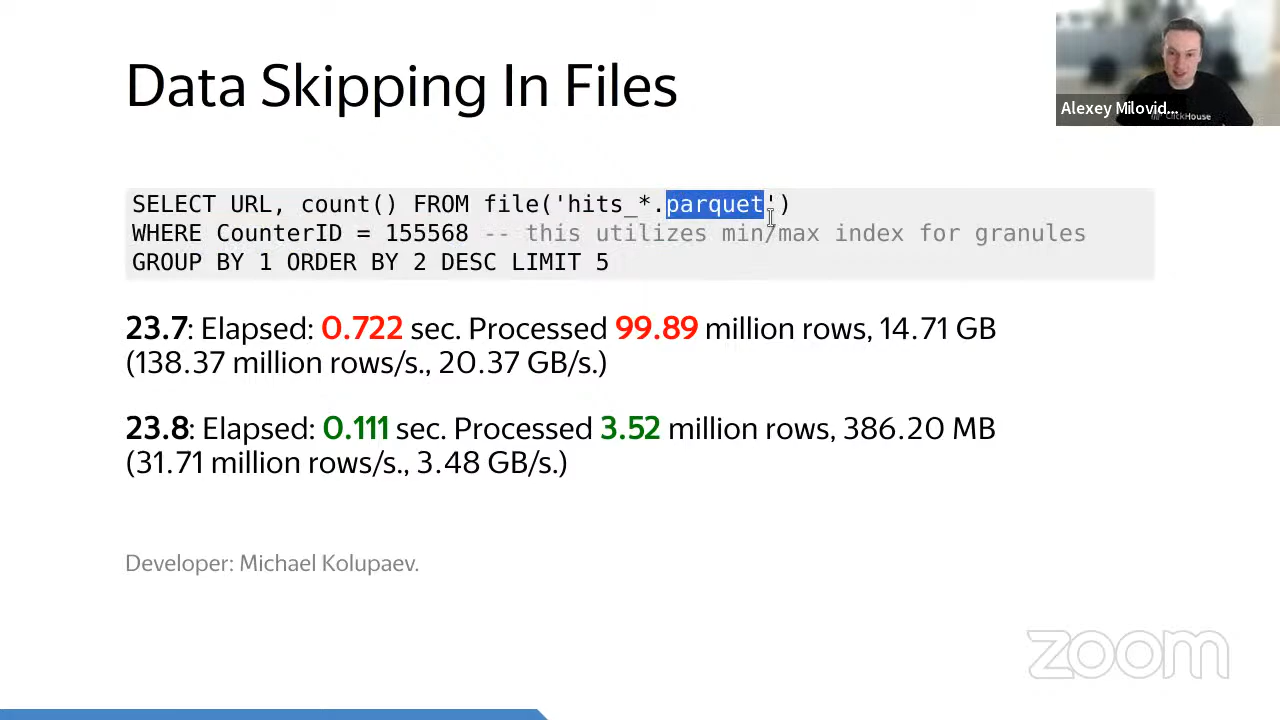 Data Skipping In Files
Alexey Milovid...
ClickHouse
SELECT URL, count() FROM file('hits_*.parquet')
WHERE CounterID = 155568 -- this utilizes min/max index for granules
GROUP BY 1 ORDER BY 2 DESC LIMIT 5
23.7: Elapsed: 0.722 sec. Processed 99.89 million rows, 14.71 GB
(138.37 million rows/s., 20.37 GB/s.)
23.8: Elapsed: 0.111 sec. Processed 3.52 million rows, 386.20 MB
(31.71 million rows/s., 3.48 GB/s.)
Developer: Michael Kolupaev.
zoom